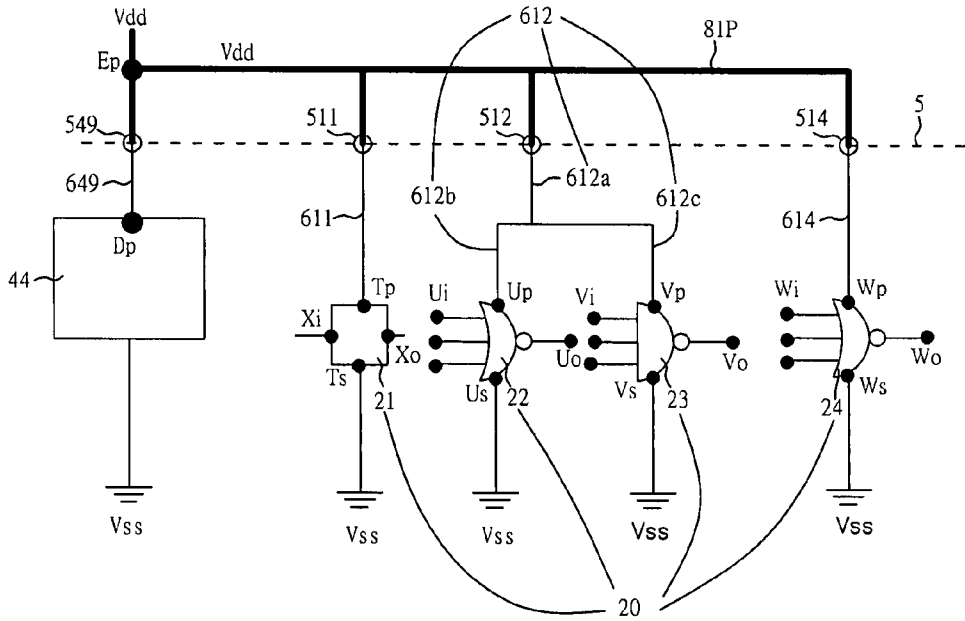 Vdd
612
81P
Ep
Vdd
549
511
512
514
5
649
612b
612a
612c
611
614
Dp
44
Tp
Ui
Up
Vi
Vp
Wi
Wp
Xi
Xo
Uo
Vo
Wo
Ts
21
Us
22
Vs
23
24
Ws
Vss
Vss
Vss
Vss
Vss
20